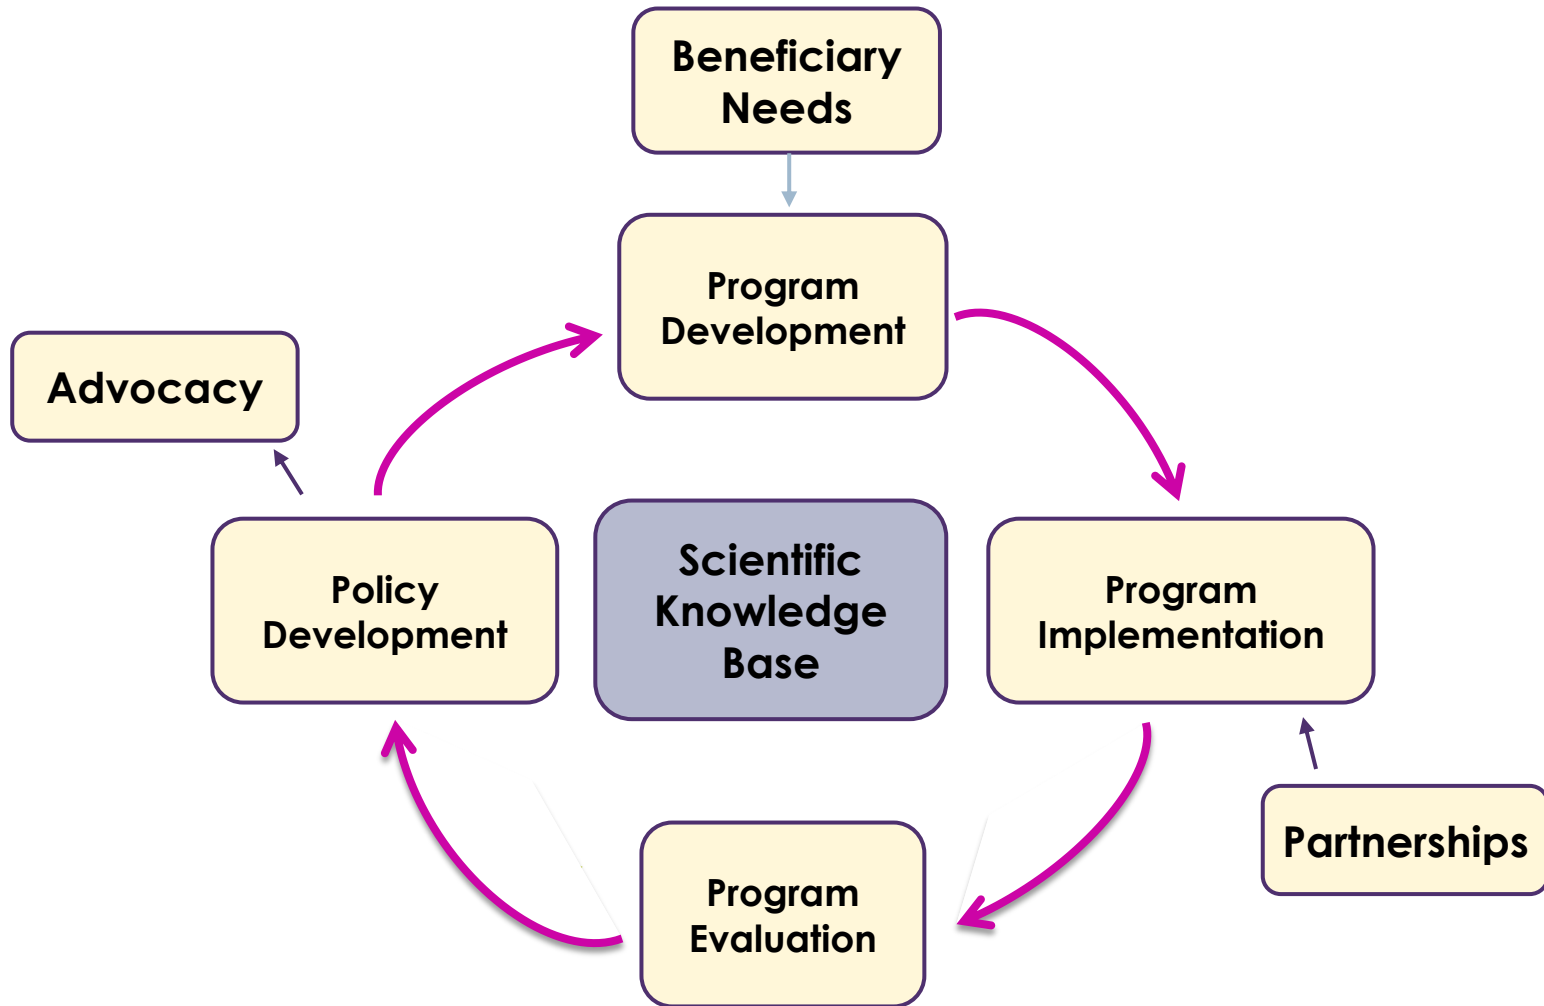 Beneficiary
Needs
Program
Development
Advocacy
Policy
Development
Scientific
Knowledge
Base
Program
Implementation
Partnerships
Program
Evaluation